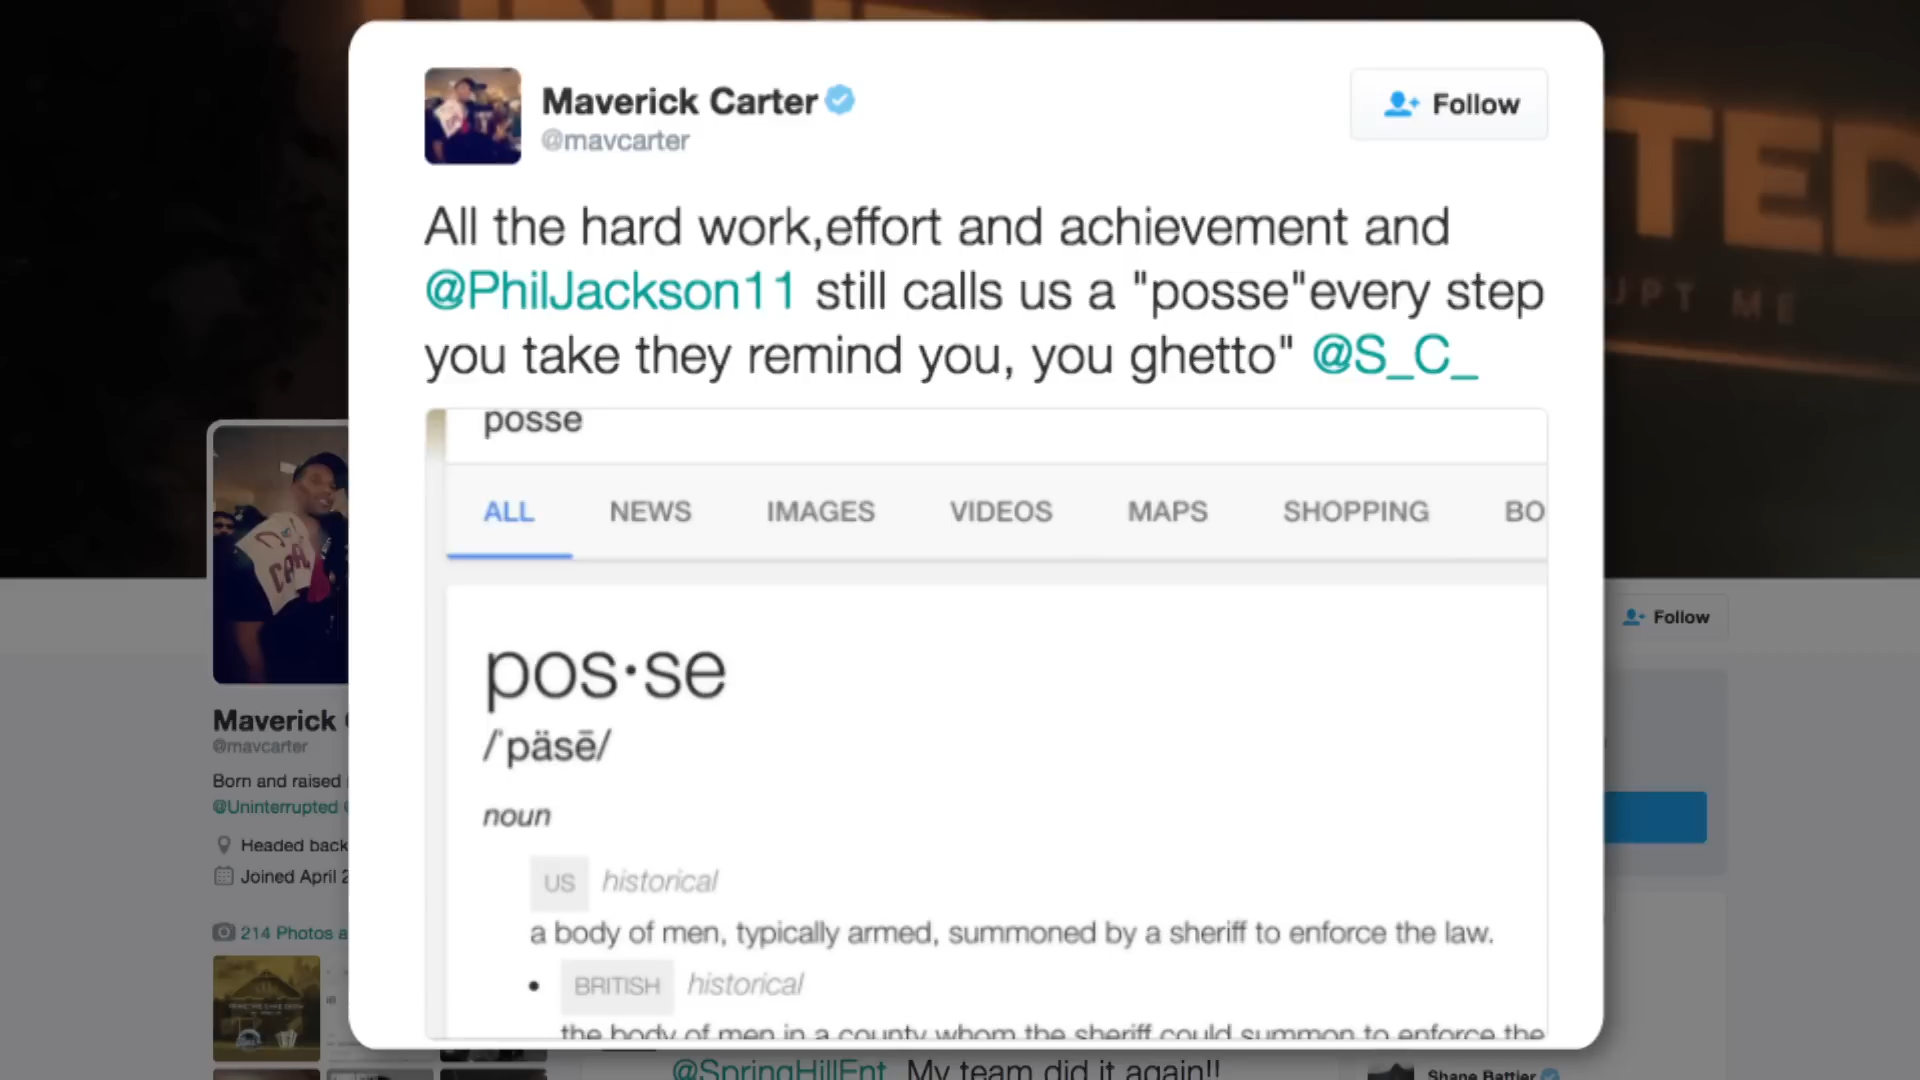 Maverick Carter
@mavcarter
Follow
All the hard work,effort and achievement and
@PhilJackson11 still calls us a "posse"every step
you take they remind you, you ghetto" @S_C_
posse
ALL NEWS IMAGES VIDEOS MAPS SHOPPING BO
pos·se
/ˈpäsē/
noun
US historical
a body of men, typically armed, summoned by a sheriff to enforce the law.
• BRITISH historical
the body of men in a county whom the sheriff could summon to enforce the
TED
UPT ME
Follow
Maverick
@mavcarter
Born and raised
@Uninterrupted
Headed back
Joined April 2
214 Photos a
@SpringHillEnt My team did it again!!
Shane Battier